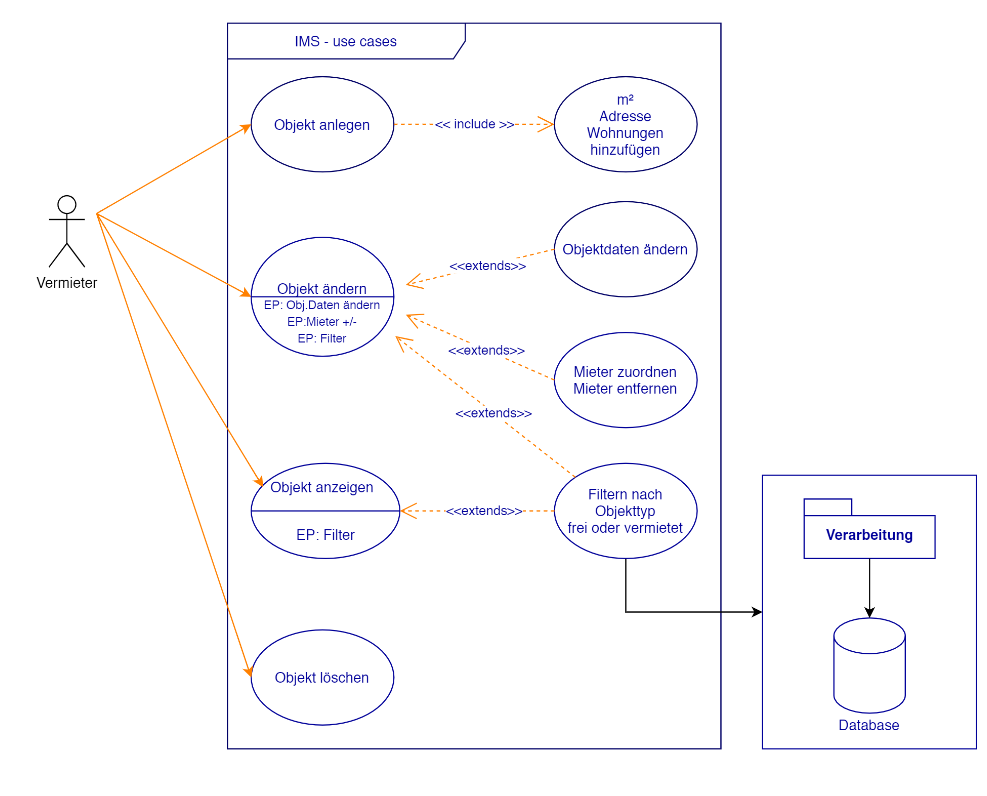 IMS - use cases
Objekt anlegen
<< include >>
m²
Adresse
Wohnungen
hinzufügen
Vermieter
Objekt ändern
EP: Obj.Daten ändern
EP:Mieter +/-
EP: Filter
<<extends>>
Objektdaten ändern
<<extends>>
Mieter zuordnen
Mieter entfernen
<<extends>>
Objekt anzeigen
EP: Filter
<<extends>>
Filtern nach
Objekttyp
frei oder vermietet
Verarbeitung
Database
Objekt löschen